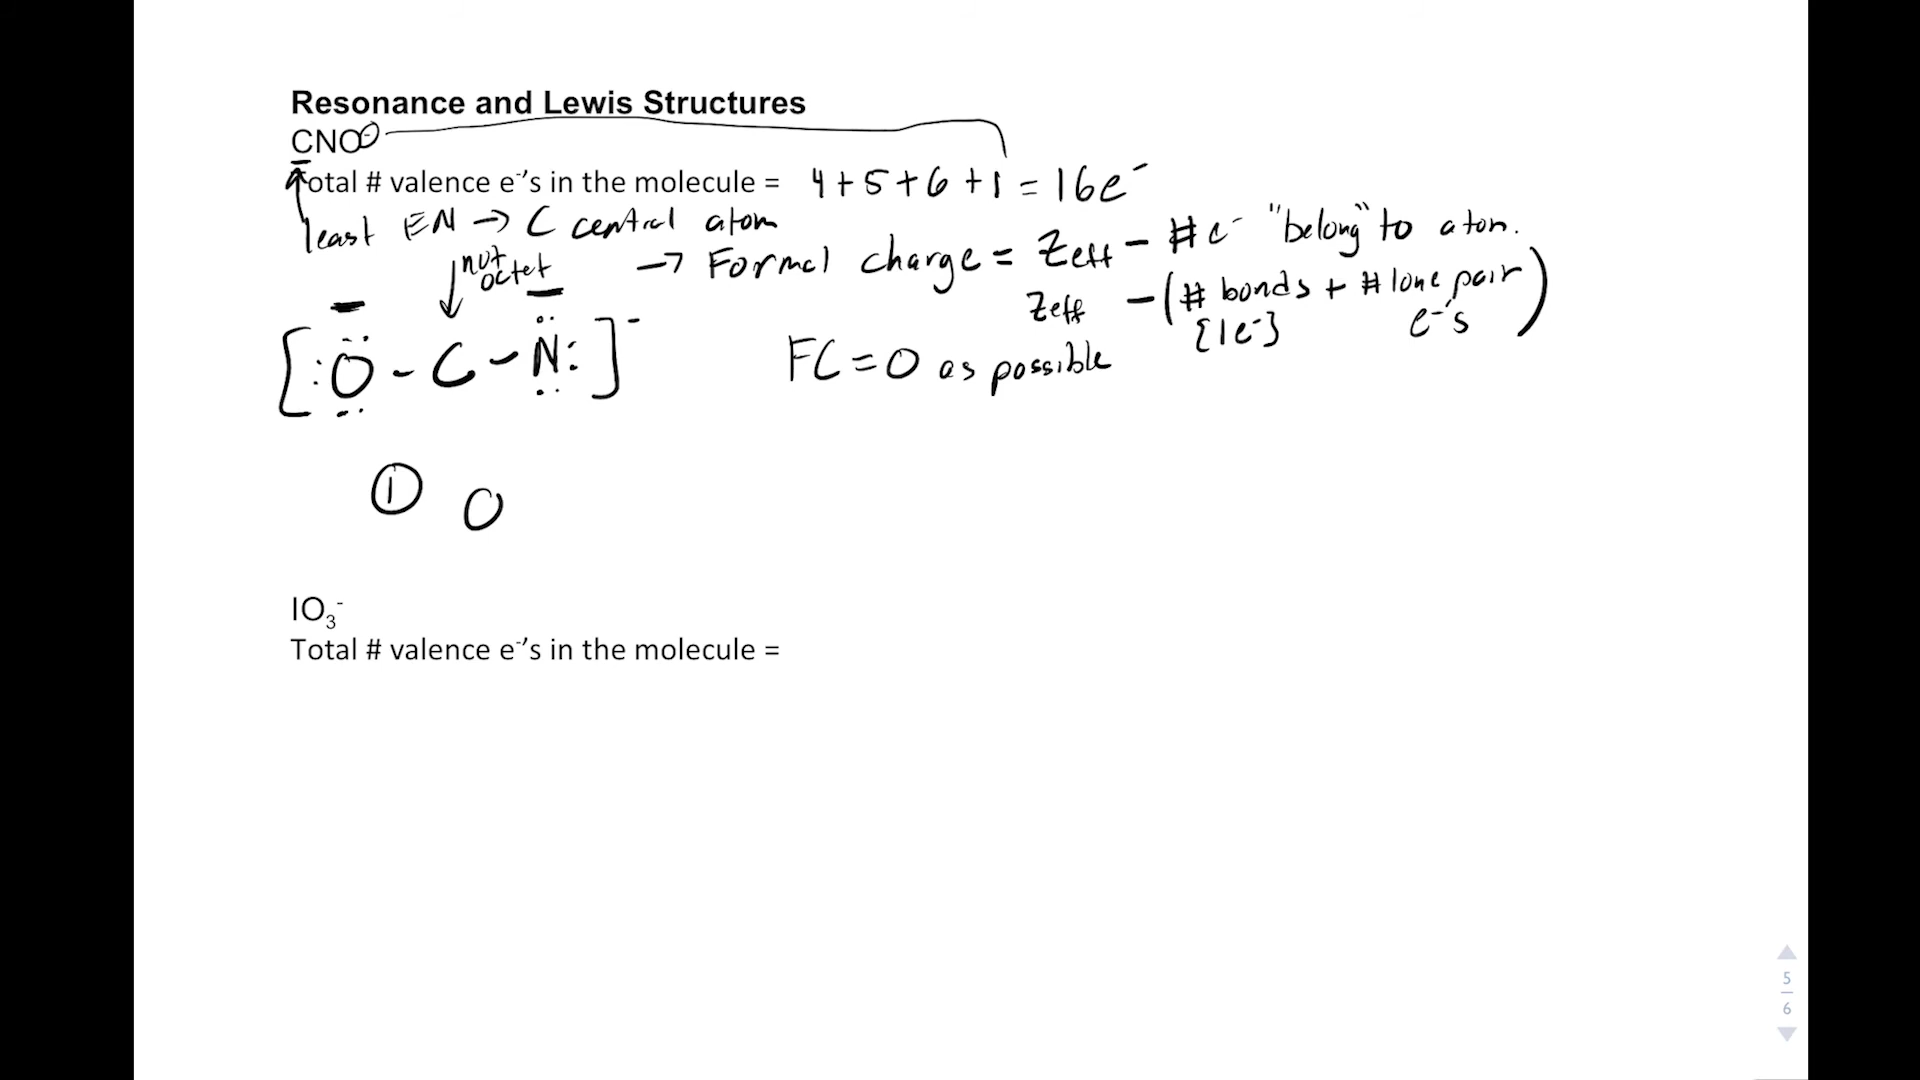 Resonance and Lewis Structures
CNO⁻
Total # valence e⁻'s in the molecule = 4+5+6+1=16e⁻
least EN → C central atom
→ Formal charge = Zeff - #e⁻ "belong" to atom.
not
octet
Zeff - (# bonds + # lone pair
{1e⁻} e⁻'s )
[:O-C-N:]⁻
FC=0 as possible
① O
IO₃⁻
Total # valence e⁻'s in the molecule =
5
6